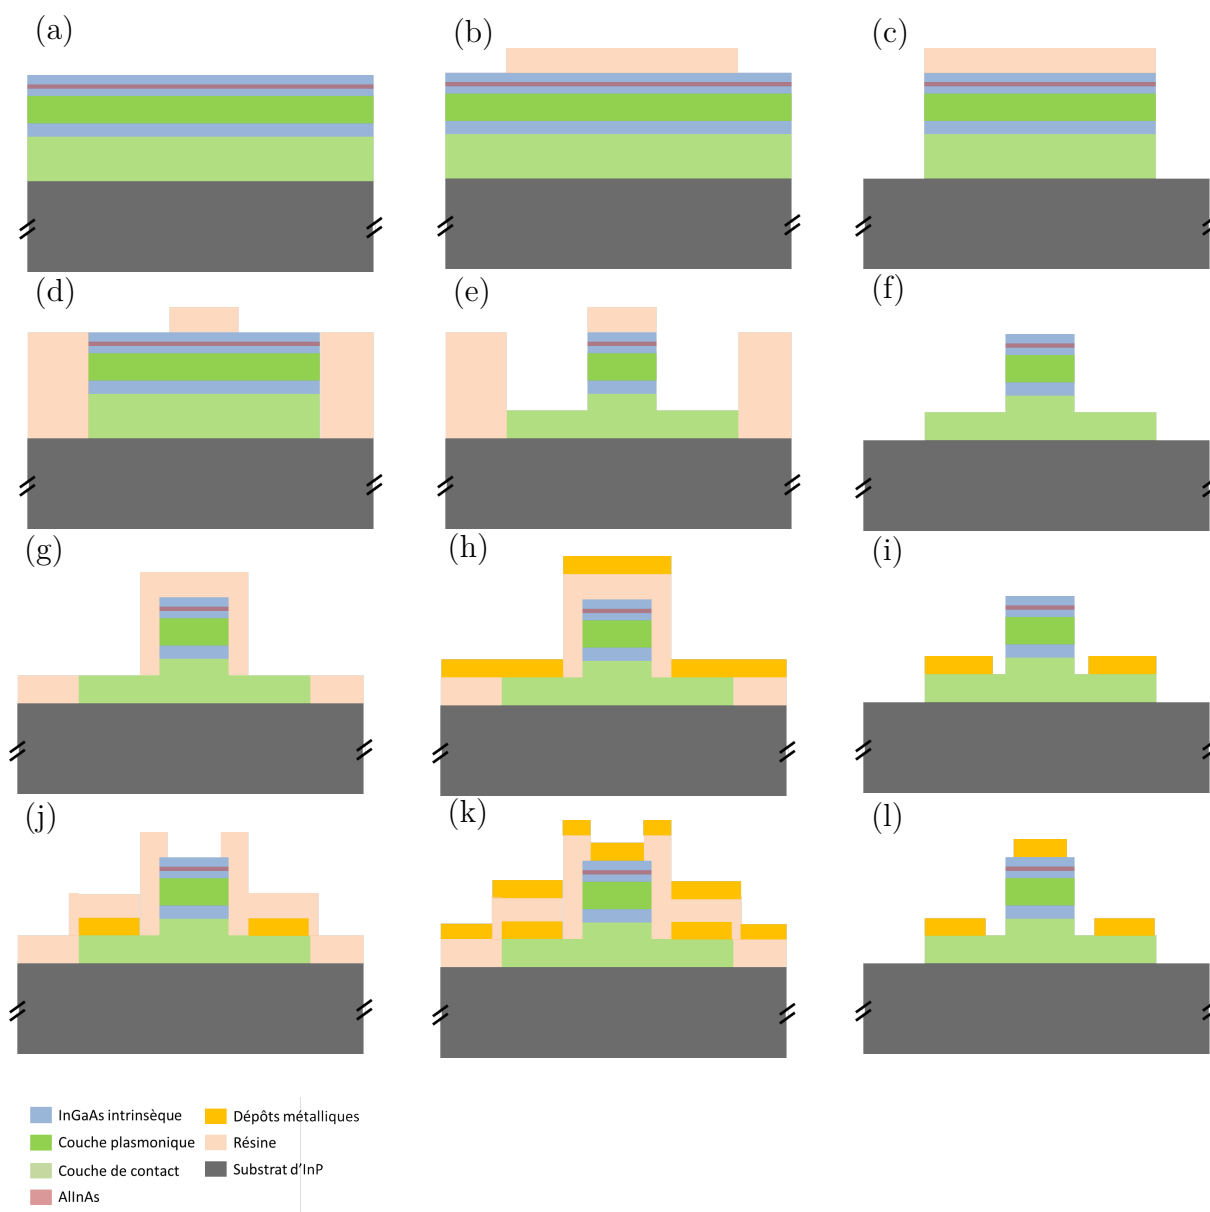 (a) (b) (c)
(d) (e) (f)
(g) (h) (i)
(j) (k) (l)
InGaAs intrinsèque Dépôts métalliques
Couche plasmonique Résine
Couche de contact Substrat d'InP
AlInAs